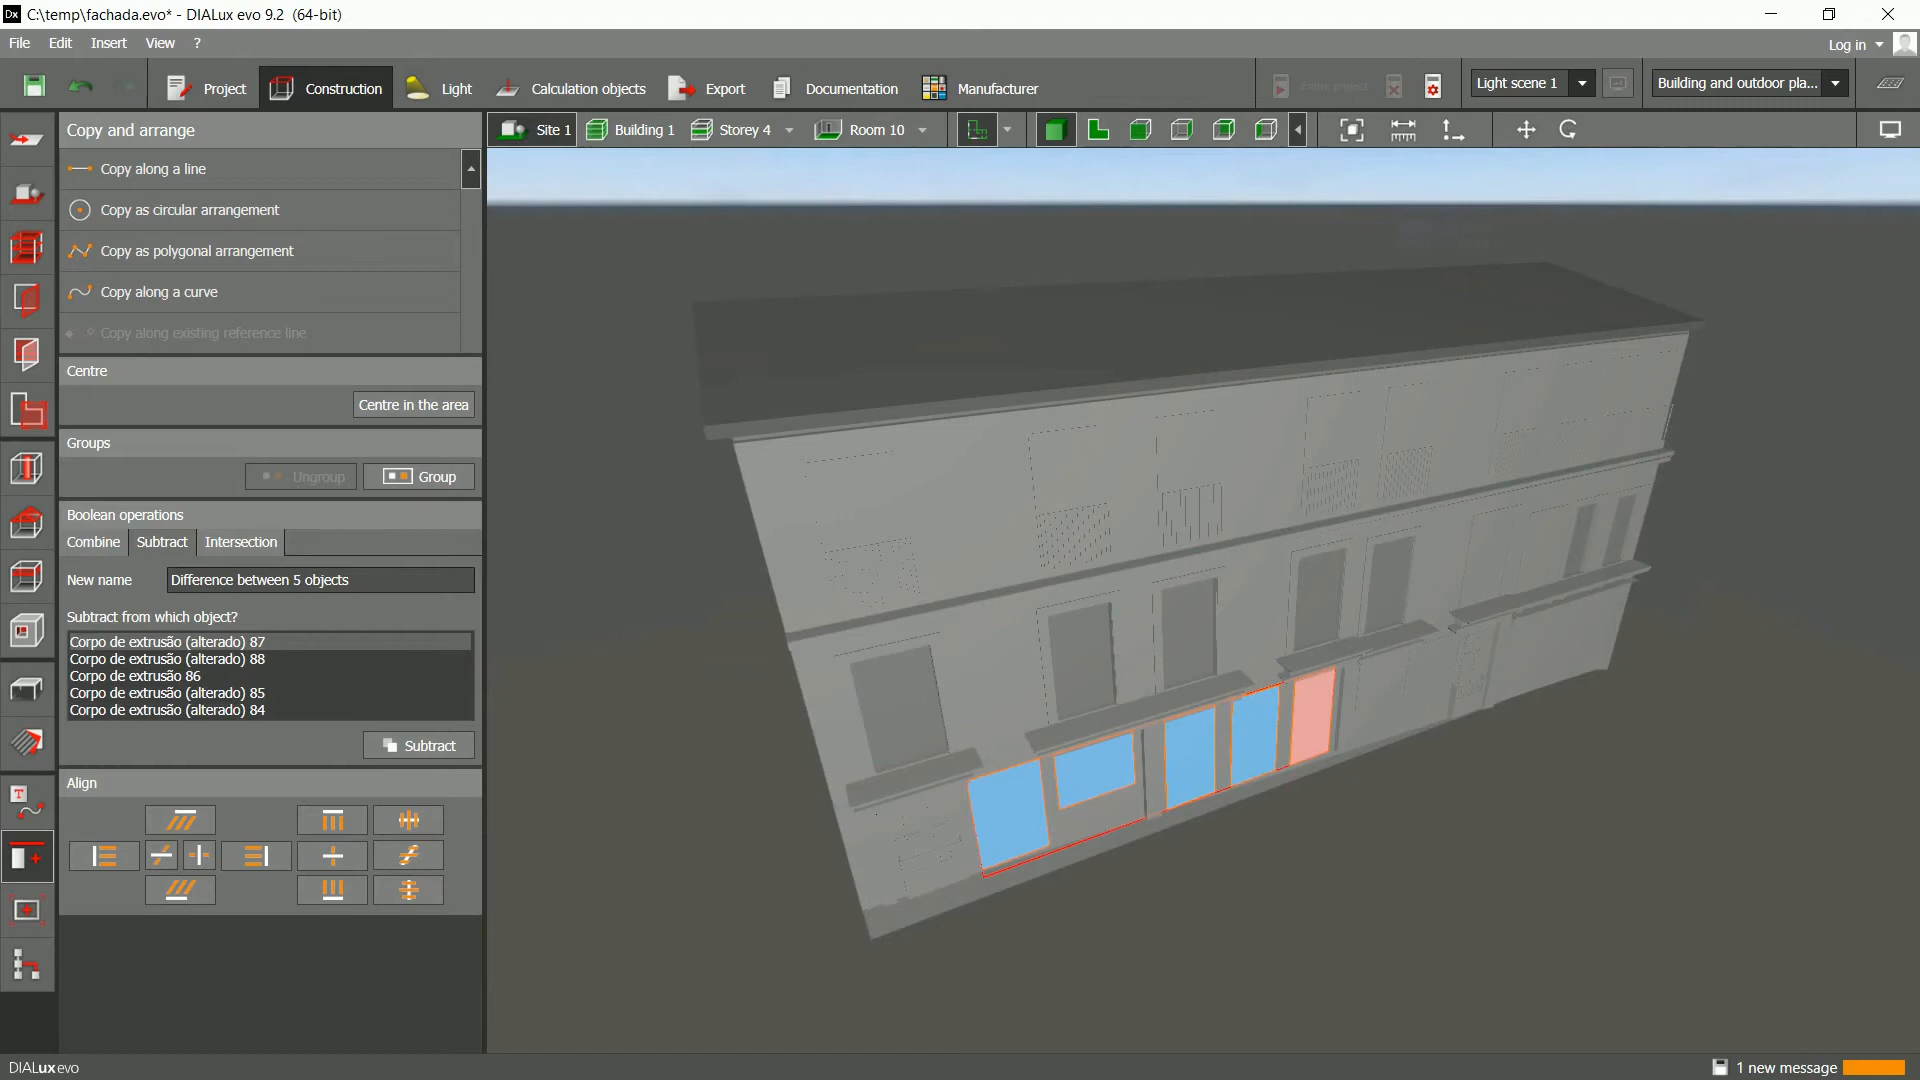 Dx C:\temp\fachada.evo* - DIALux evo 9.2 (64-bit)
File Edit Insert View ?
Log in
Project Construction Light Calculation objects Export Documentation Manufacturer Entire project Light scene 1 Building and outdoor pla...
Copy and arrange
Site 1 Building 1 Storey 4 Room 10
Copy along a line
Copy as circular arrangement
Copy as polygonal arrangement
Copy along a curve
Copy along existing reference line
Centre
Centre in the area
Groups
Ungroup Group
Boolean operations
Combine Subtract Intersection
New name Difference between 5 objects
Subtract from which object?
Corpo de extrusão (alterado) 87
Corpo de extrusão (alterado) 88
Corpo de extrusão 86
Corpo de extrusão (alterado) 85
Corpo de extrusão (alterado) 84
Subtract
Align
DIALux evo
1 new message